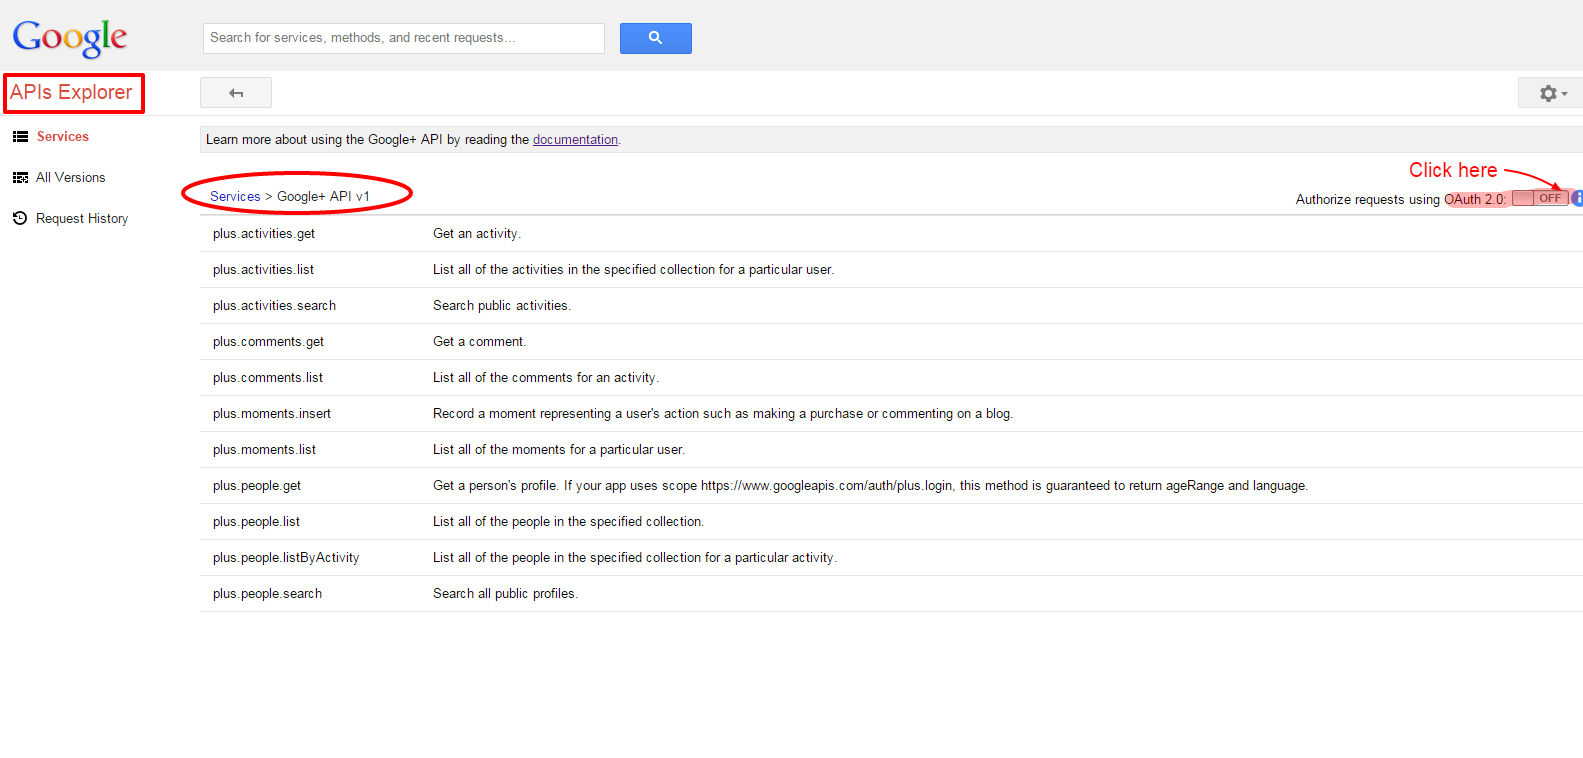 Google
Search for services, methods, and recent requests...
APIs Explorer
Services
All Versions
Request History
Learn more about using the Google+ API by reading the documentation.
Click here
Services > Google+ API v1
Authorize requests using OAuth 2.0: OFF i
plus.activities.get Get an activity.
plus.activities.list List all of the activities in the specified collection for a particular user.
plus.activities.search Search public activities.
plus.comments.get Get a comment.
plus.comments.list List all of the comments for an activity.
plus.moments.insert Record a moment representing a user's action such as making a purchase or commenting on a blog.
plus.moments.list List all of the moments for a particular user.
plus.people.get Get a person's profile. If your app uses scope https://www.googleapis.com/auth/plus.login, this method is guaranteed to return ageRange and language.
plus.people.list List all of the people in the specified collection.
plus.people.listByActivity List all of the people in the specified collection for a particular activity.
plus.people.search Search all public profiles.